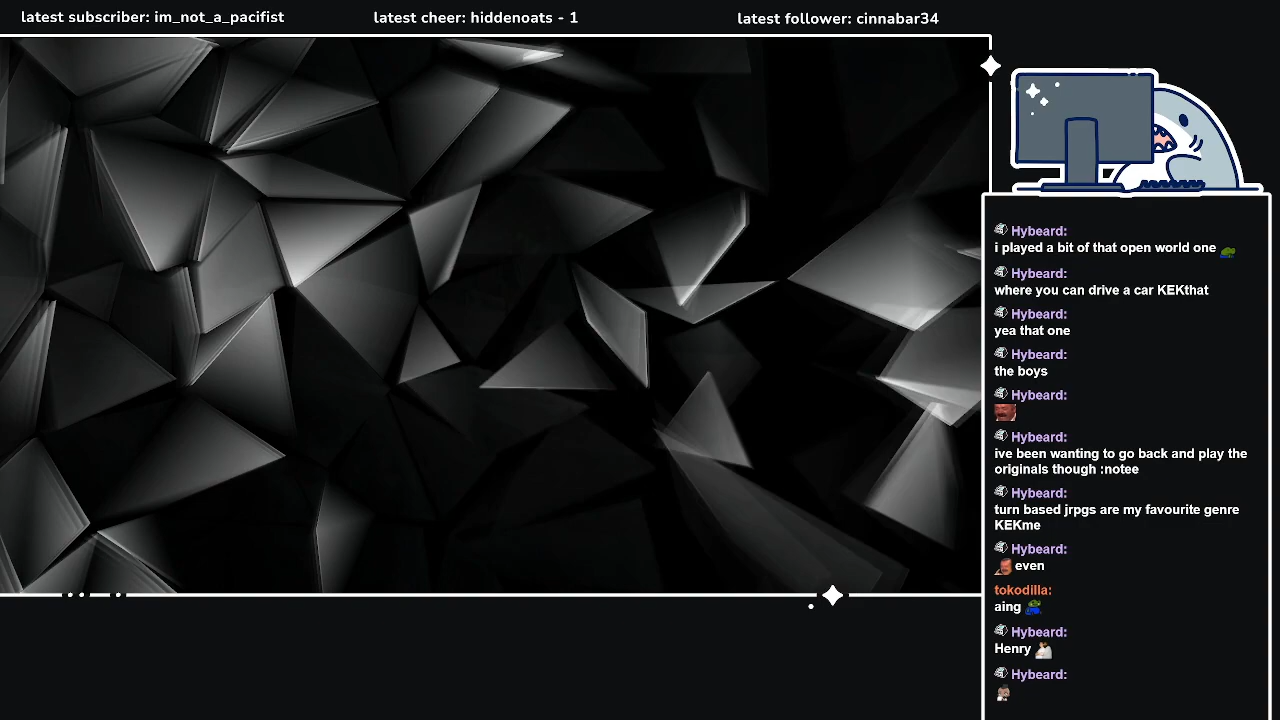 latest subscriber: im_not_a_pacifist
latest cheer: hiddenoats - 1
latest follower: cinnabar34
Hybeard:
i played a bit of that open world one
Hybeard:
where you can drive a car KEKthat
Hybeard:
yea that one
Hybeard:
the boys
Hybeard:
Hybeard:
ive been wanting to go back and play the
originals though :notee
Hybeard:
turn based jrpgs are my favourite genre
KEKme
Hybeard:
even
tokodilla:
aing
Hybeard:
Henry
Hybeard: